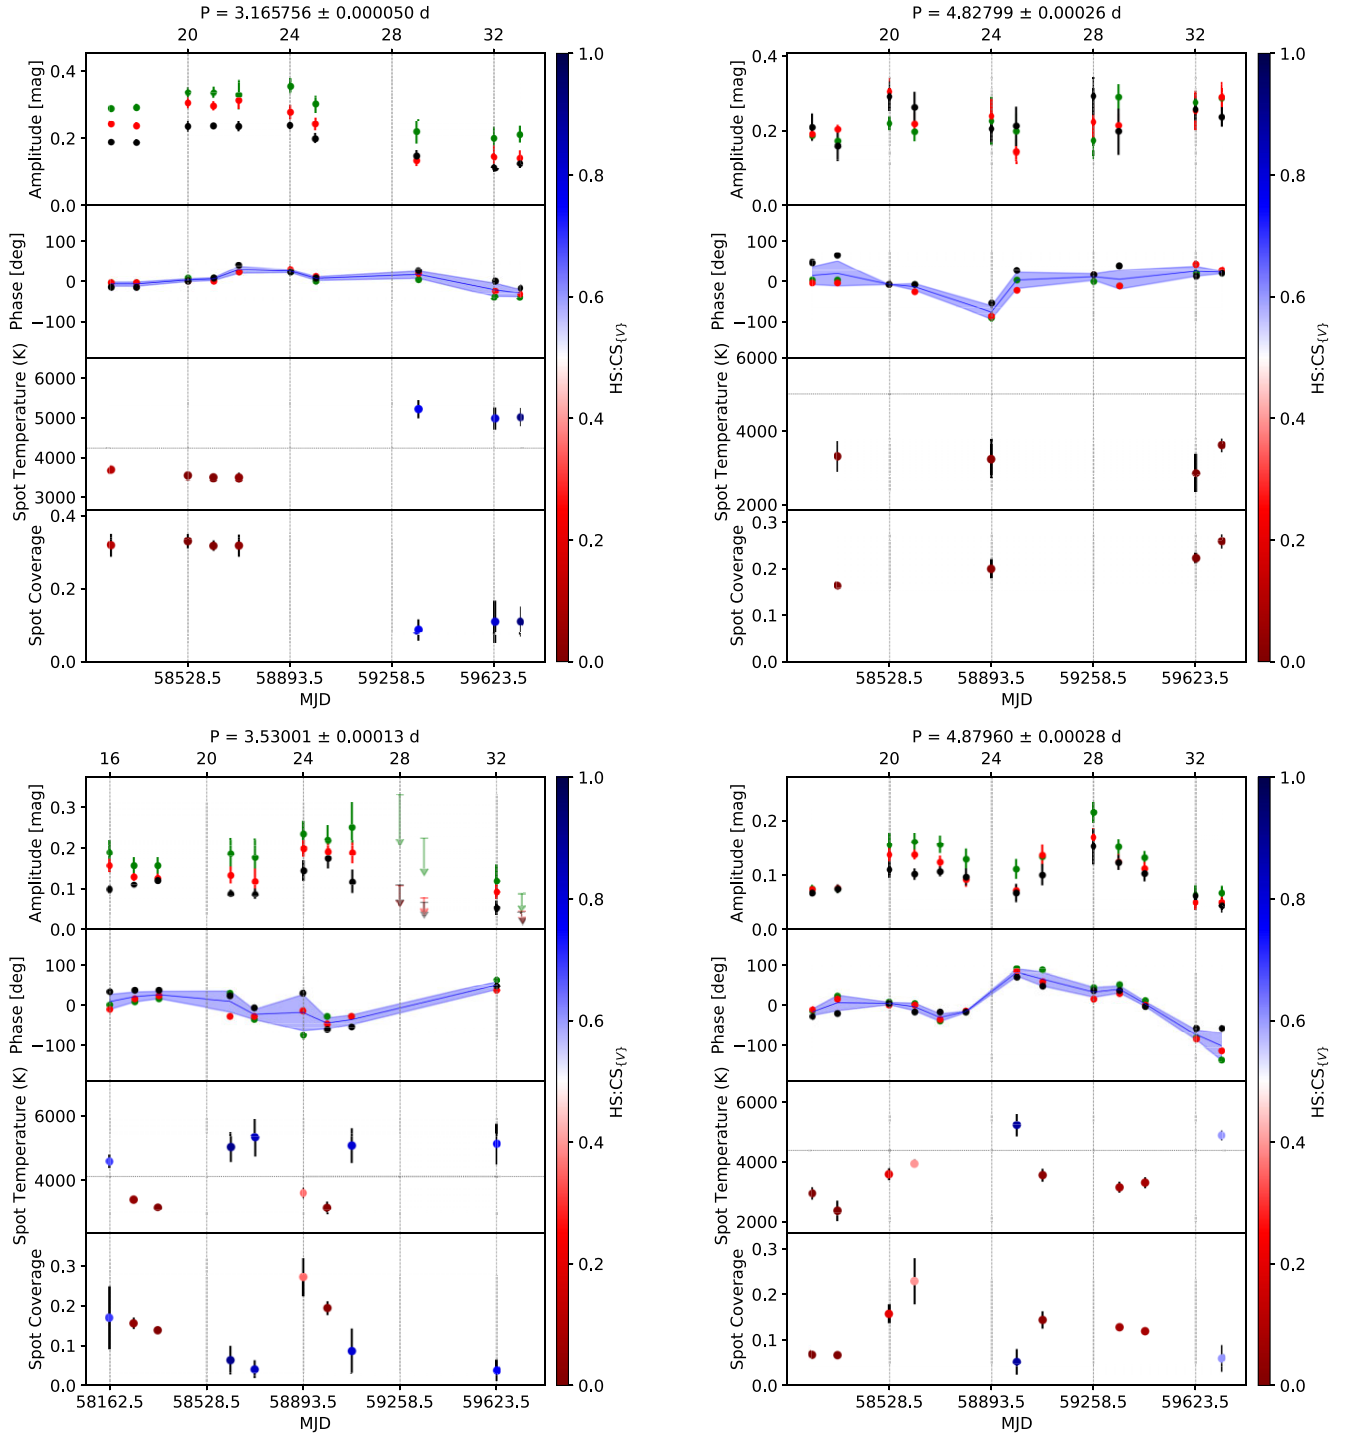 P = 3.165756 ± 0.000050 d
20 24 28 32
Amplitude [mag]
0.4
0.2
0.0
Phase [deg]
100
0
−100
Spot Temperature (K)
6000
5000
4000
3000
Spot Coverage
0.4
0.2
0.0
58528.5 58893.5 59258.5 59623.5
MJD
1.0
0.8
0.6
0.4
0.2
0.0
HS:CS{V}
P = 4.82799 ± 0.00026 d
20 24 28 32
Amplitude [mag]
0.4
0.2
0.0
Phase [deg]
100
0
−100
Spot Temperature (K)
6000
4000
2000
Spot Coverage
0.3
0.2
0.1
0.0
58528.5 58893.5 59258.5 59623.5
MJD
1.0
0.8
0.6
0.4
0.2
0.0
HS:CS{V}
P = 3.53001 ± 0.00013 d
16 20 24 28 32
Amplitude [mag]
0.3
0.2
0.1
0.0
Phase [deg]
100
0
−100
Spot Temperature (K)
6000
4000
Spot Coverage
0.3
0.2
0.1
0.0
58162.5 58528.5 58893.5 59258.5 59623.5
MJD
1.0
0.8
0.6
0.4
0.2
0.0
HS:CS{V}
P = 4.87960 ± 0.00028 d
20 24 28 32
Amplitude [mag]
0.2
0.1
0.0
Phase [deg]
100
0
−100
Spot Temperature (K)
6000
4000
2000
Spot Coverage
0.3
0.2
0.1
0.0
58528.5 58893.5 59258.5 59623.5
MJD
1.0
0.8
0.6
0.4
0.2
0.0
HS:CS{V}